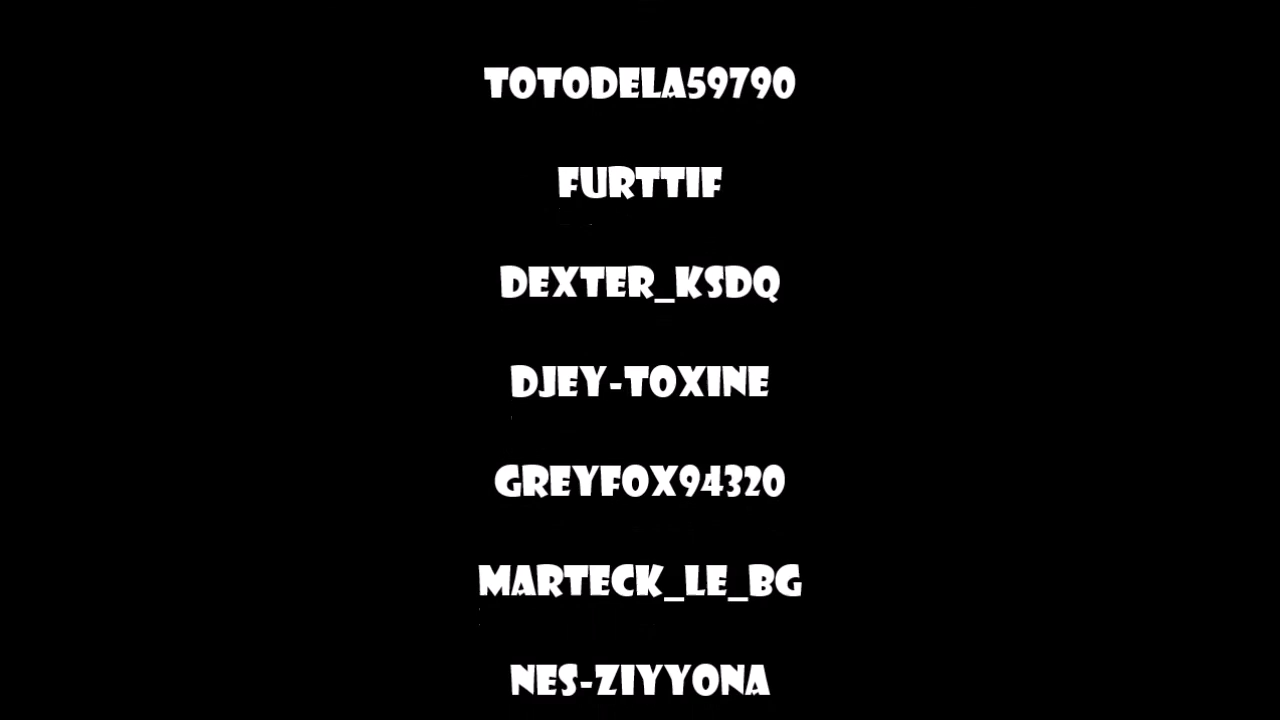 TOTODELA59790
FURTTIF
DEXTER_KSDQ
DJEY-TOXINE
GREYFOX94320
MARTECK_LE_BG
NES-ZIYYONA